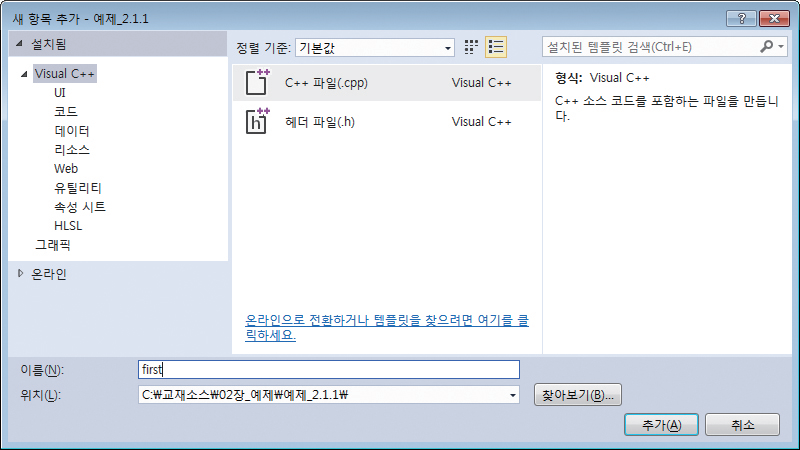 새 항목 추가 - 예제_2.1.1
설치됨
정렬 기준: 기본값
설치된 템플릿 검색(Ctrl+E)
Visual C++
UI
코드
데이터
리소스
Web
유틸리티
속성 시트
HLSL
그래픽
온라인
C++ 파일(.cpp) Visual C++
헤더 파일(.h) Visual C++
형식: Visual C++
C++ 소스 코드를 포함하는 파일을 만듭니
다.
온라인으로 전환하거나 템플릿을 찾으려면 여기를 클
릭하세요.
이름(N): first
위치(L): C:₩교재소스₩02장_예제₩예제_2.1.1₩
찾아보기(B)...
추가(A) 취소